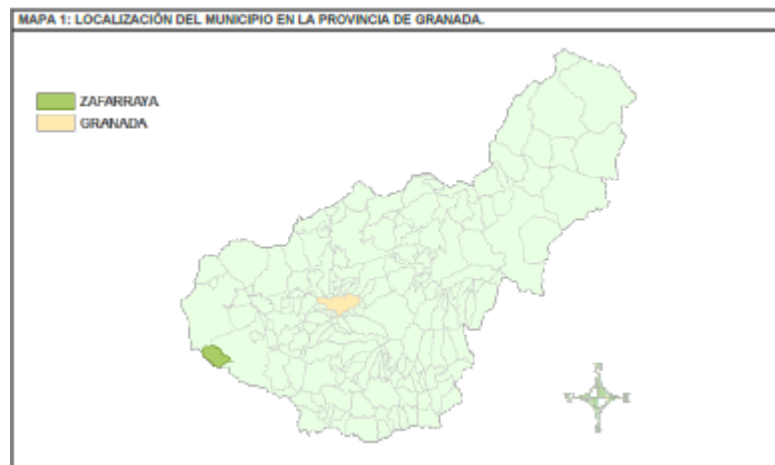 MAPA 1: LOCALIZACIÓN DEL MUNICIPIO EN LA PROVINCIA DE GRANADA.
ZAFARRAYA
GRANADA
N
E
S